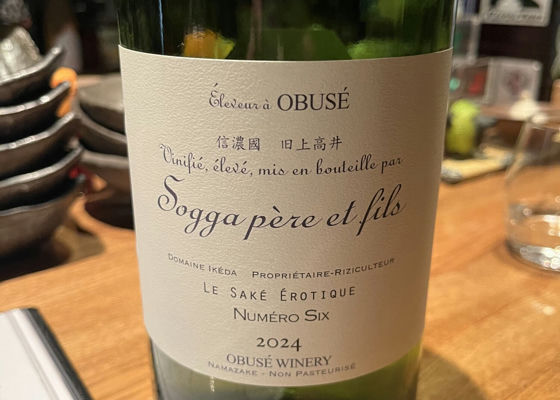 Éleveur à OBUSÉ
信濃國 旧上高井
Vinifié, élevé, mis en bouteille par
Sogga père et fils
DOMAINE IKÉDA PROPRIÉTAIRE-RIZICULTEUR
LE SAKÉ ÉROTIQUE
NUMÉRO SIX
2024
OBUSÉ WINERY
NAMAZAKE - NON PASTEURISÉ